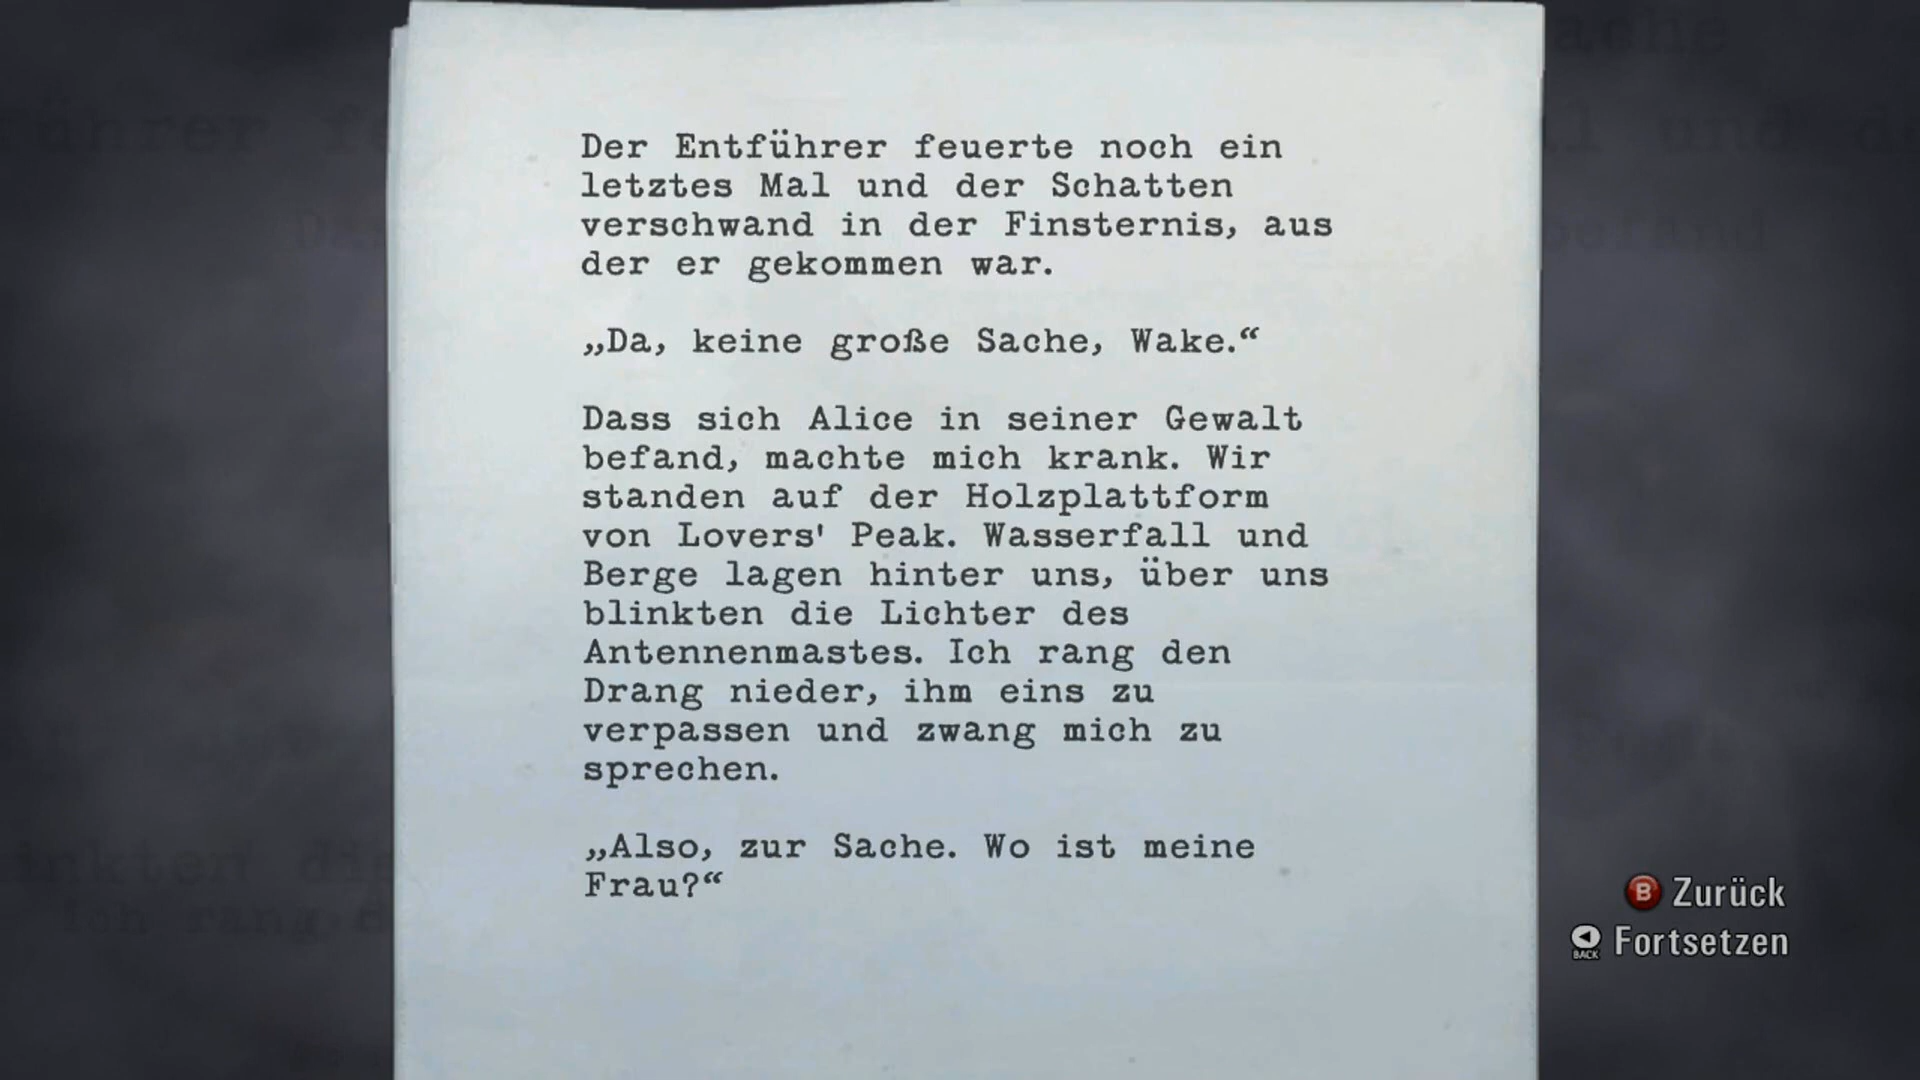 Der Entführer feuerte noch ein
letztes Mal und der Schatten
verschwand in der Finsternis, aus
der er gekommen war.
„Da, keine große Sache, Wake.“
Dass sich Alice in seiner Gewalt
befand, machte mich krank. Wir
standen auf der Holzplattform
von Lovers' Peak. Wasserfall und
Berge lagen hinter uns, über uns
blinkten die Lichter des
Antennenmastes. Ich rang den
Drang nieder, ihm eins zu
verpassen und zwang mich zu
sprechen.
„Also, zur Sache. Wo ist meine
Frau?“
B Zurück
BACK Fortsetzen